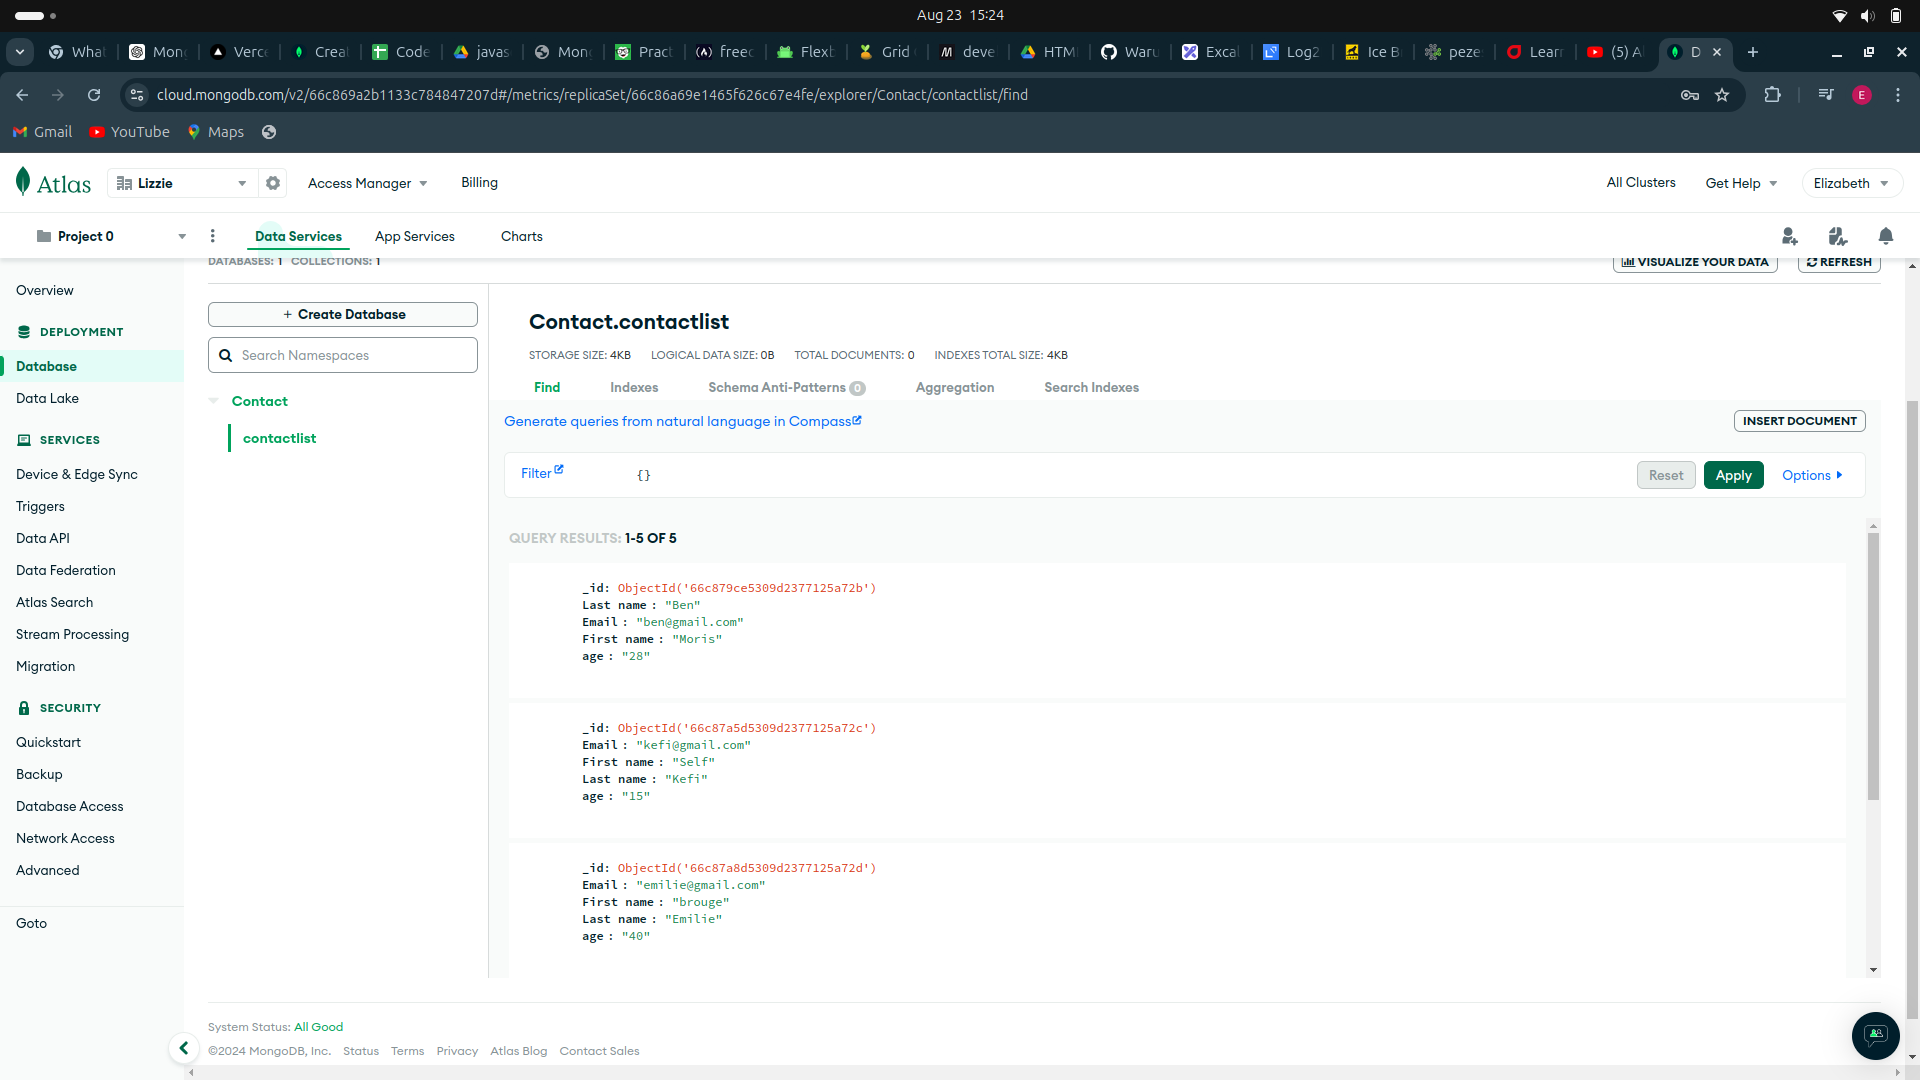 Aug 23 15:24
What
Mong
Verce
Creat
Code
javas
Mong
Pract
freec
Flexb
Grid
deve
HTM
Waru
Excal
Log2
Ice B
peze
Learn
(5) A
D
cloud.mongodb.com/v2/66c869a2b1133c784847207d#/metrics/replicaSet/66c86a69e1465f626c67e4fe/explorer/Contact/contactlist/find
E
Gmail
YouTube
Maps
Atlas
Lizzie
Access Manager
Billing
All Clusters
Get Help
Elizabeth
Project 0
Data Services
App Services
Charts
DATABASES: 1 COLLECTIONS: 1
VISUALIZE YOUR DATA
REFRESH
Overview
DEPLOYMENT
Database
Data Lake
SERVICES
Device & Edge Sync
Triggers
Data API
Data Federation
Atlas Search
Stream Processing
Migration
SECURITY
Quickstart
Backup
Database Access
Network Access
Advanced
Goto
+ Create Database
Search Namespaces
Contact
contactlist
Contact.contactlist
STORAGE SIZE: 4KB LOGICAL DATA SIZE: 0B TOTAL DOCUMENTS: 0 INDEXES TOTAL SIZE: 4KB
Find
Indexes
Schema Anti-Patterns 0
Aggregation
Search Indexes
Generate queries from natural language in Compass
INSERT DOCUMENT
Filter
{}
Reset
Apply
Options
QUERY RESULTS: 1-5 OF 5
_id: ObjectId('66c879ce5309d2377125a72b')
Last name : "Ben"
Email : "ben@gmail.com"
First name : "Moris"
age : "28"
_id: ObjectId('66c87a5d5309d2377125a72c')
Email : "kefi@gmail.com"
First name : "Self"
Last name : "Kefi"
age : "15"
_id: ObjectId('66c87a8d5309d2377125a72d')
Email : "emilie@gmail.com"
First name : "brouge"
Last name : "Emilie"
age : "40"
System Status: All Good
©2024 MongoDB, Inc. Status Terms Privacy Atlas Blog Contact Sales